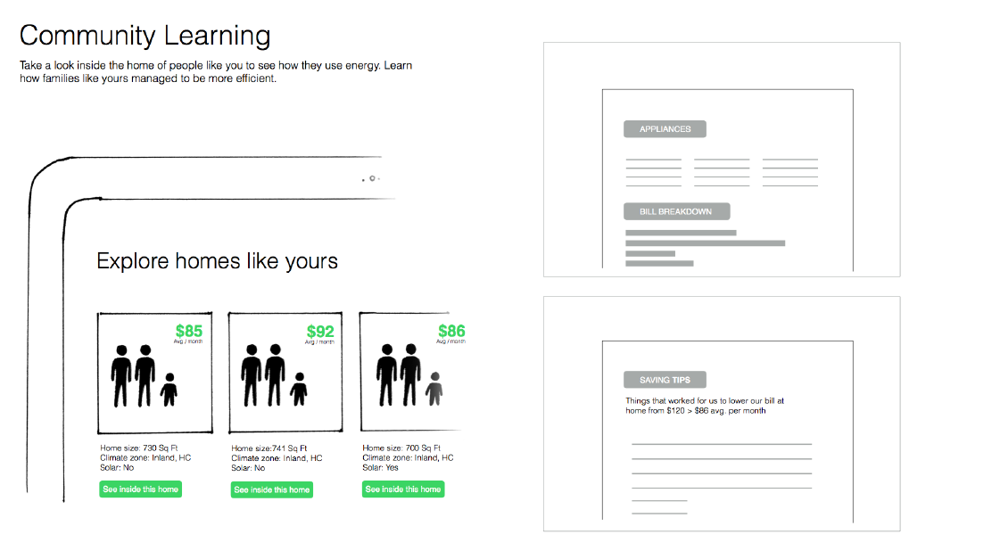 Community Learning
Take a look inside the home of people like you to see how they use energy. Learn
how families like yours managed to be more efficient.
Explore homes like yours
$85
Avg / month
Home size: 730 Sq Ft
Climate zone: Inland, HC
Solar: No
See inside this home
$92
Avg / month
Home size:741 Sq Ft
Climate zone: Inland, HC
Solar: No
See inside this home
$86
Avg / month
Home size: 700 Sq Ft
Climate zone: Inland, HC
Solar: Yes
See inside this home
APPLIANCES
BILL BREAKDOWN
SAVING TIPS
Things that worked for us to lower our bill at
home from $120 > $86 avg. per month